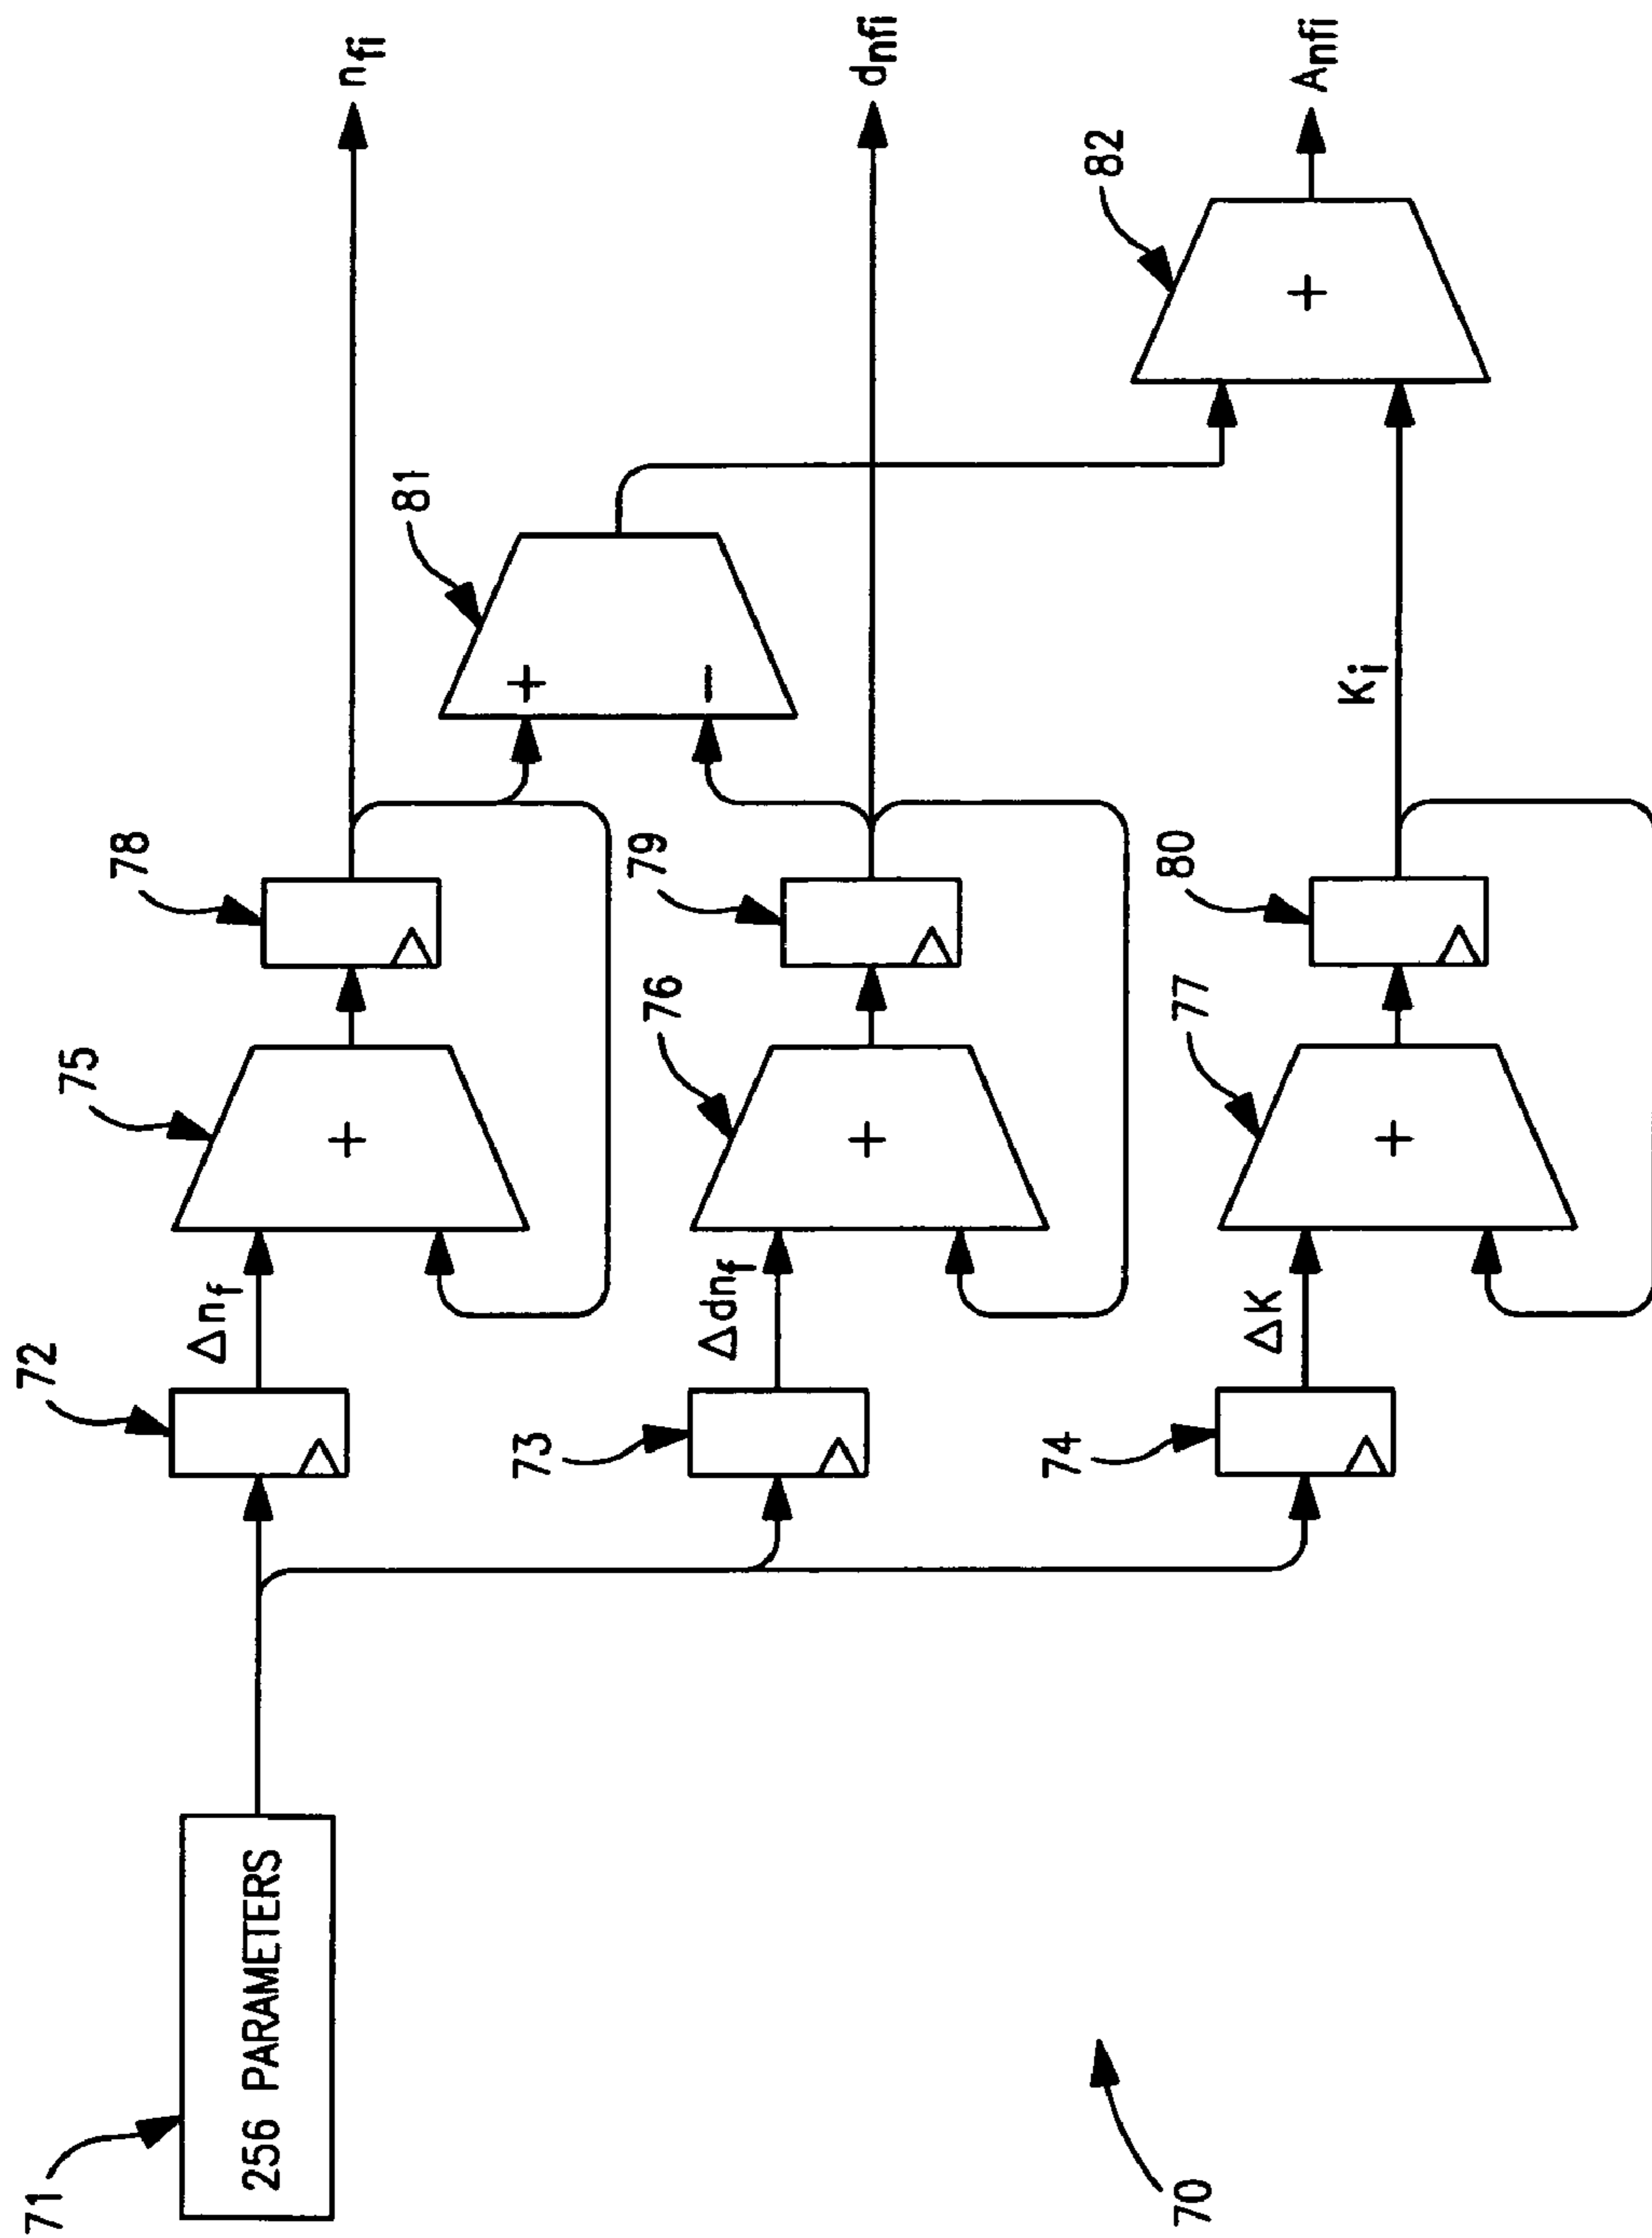 71
256 PARAMETERS
70
72
73
74
Δnf
Δdnf
ΔK
75
76
77
+
+
+
78
79
80
81
+
−
Ki
82
+
nfi
dnfi
Anfi